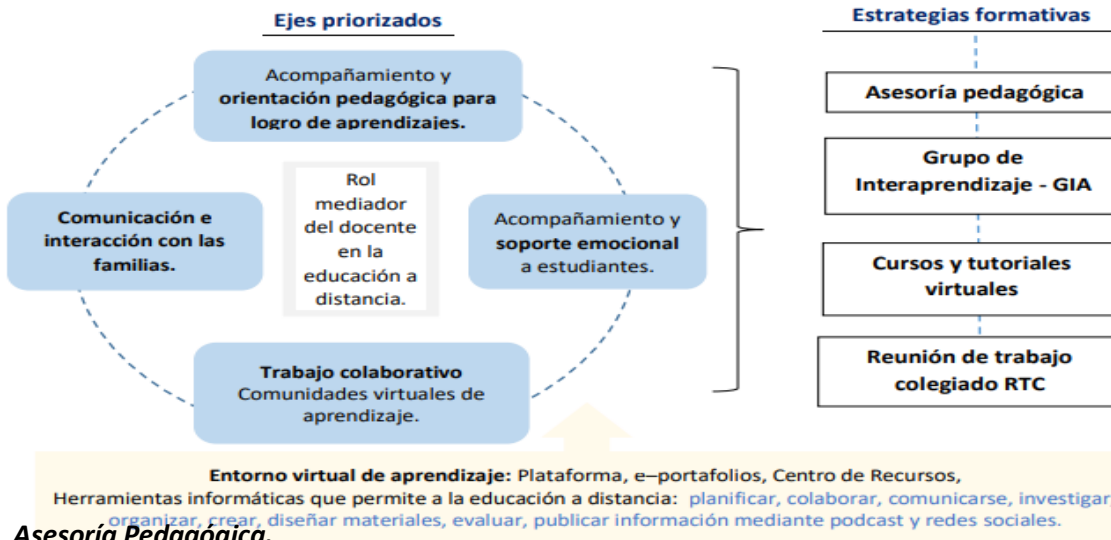 Ejes priorizados
Acompañamiento y
orientación pedagógica para
logro de aprendizajes.
Comunicación e
interacción con las
familias.
Rol
mediador
del docente
en la
educación a
distancia.
Acompañamiento y
soporte emocional
a estudiantes.
Trabajo colaborativo
Comunidades virtuales de
aprendizaje.
Estrategias formativas
Asesoría pedagógica
Grupo de
Interaprendizaje - GIA
Cursos y tutoriales
virtuales
Reunión de trabajo
colegiado RTC
Entorno virtual de aprendizaje: Plataforma, e–portafolios, Centro de Recursos,
Herramientas informáticas que permite a la educación a distancia: planificar, colaborar, comunicarse, investigar,
organizar, crear, diseñar materiales, evaluar, publicar información mediante podcast y redes sociales.
Asesoría Pedagógica.